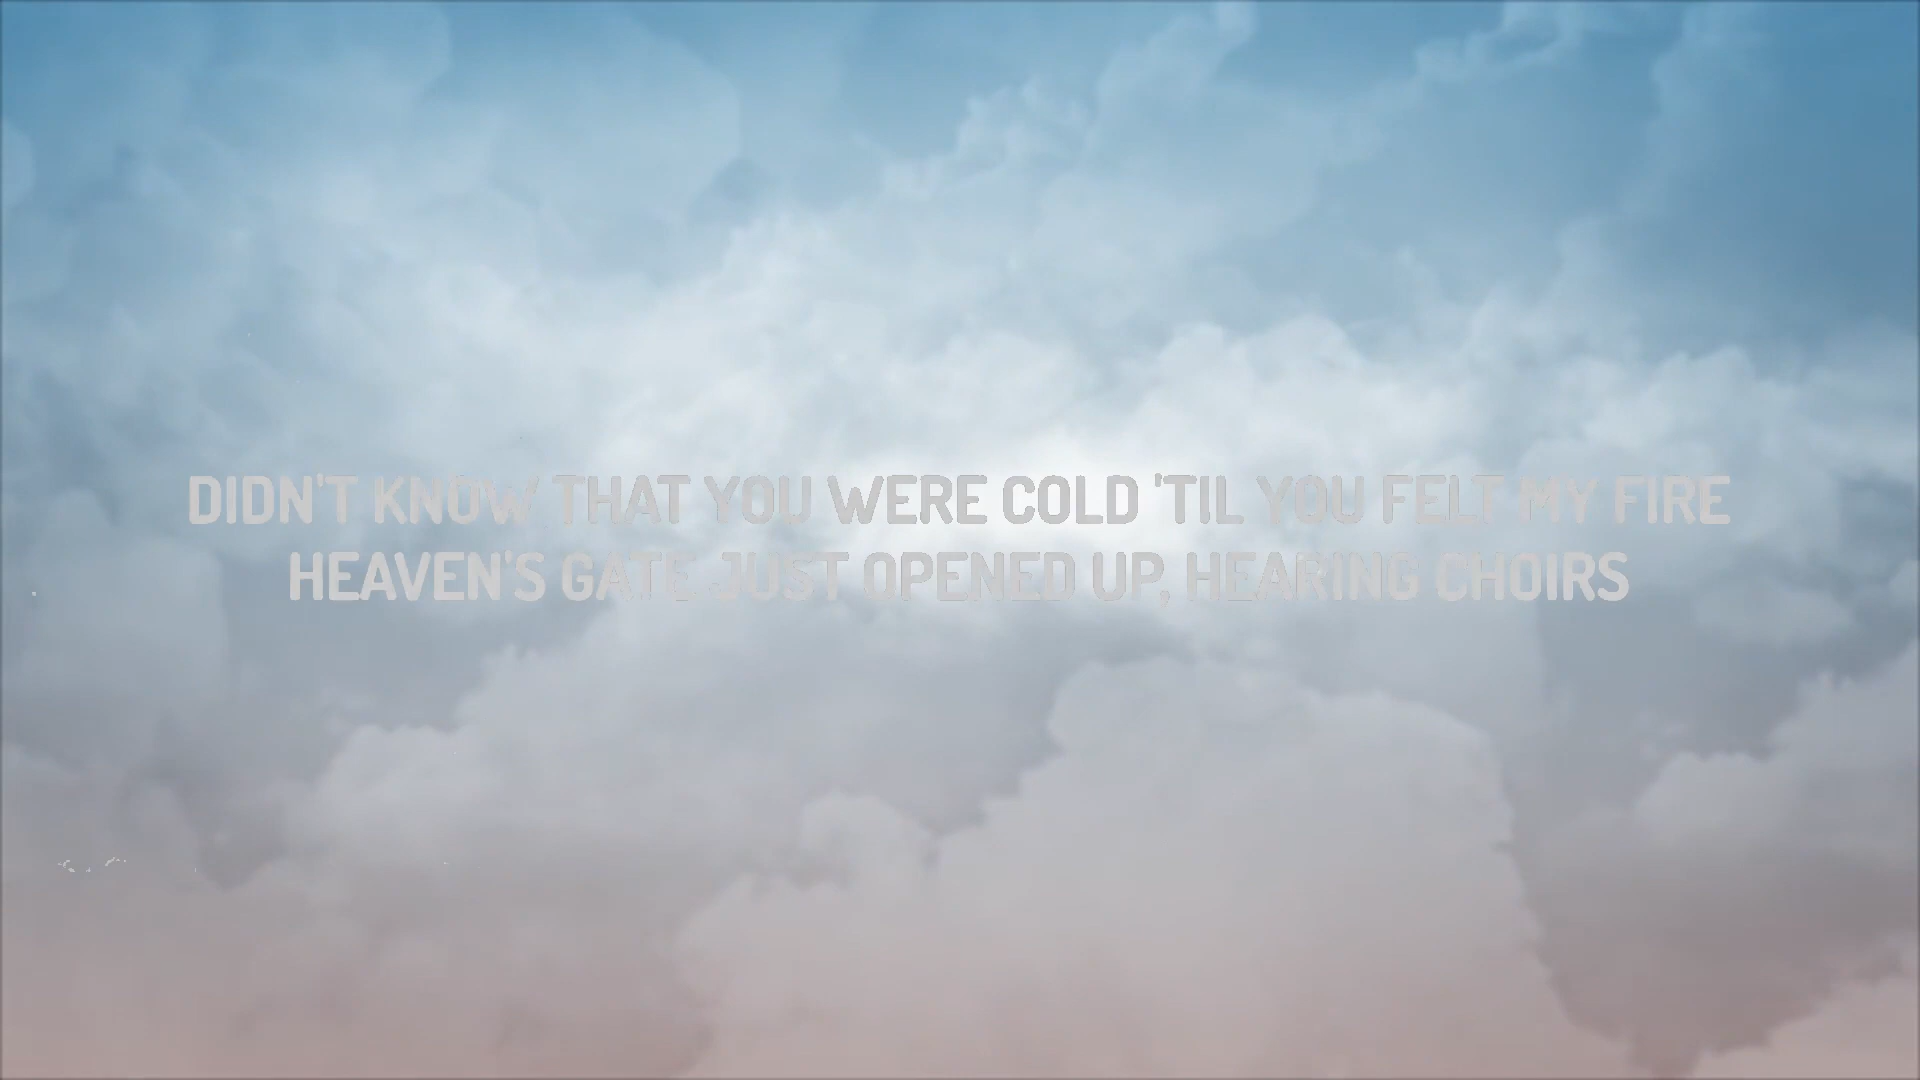 DIDN'T KNOW THAT YOU WERE COLD 'TIL YOU FELT MY FIRE
HEAVEN'S GATE JUST OPENED UP, HEARING CHOIRS